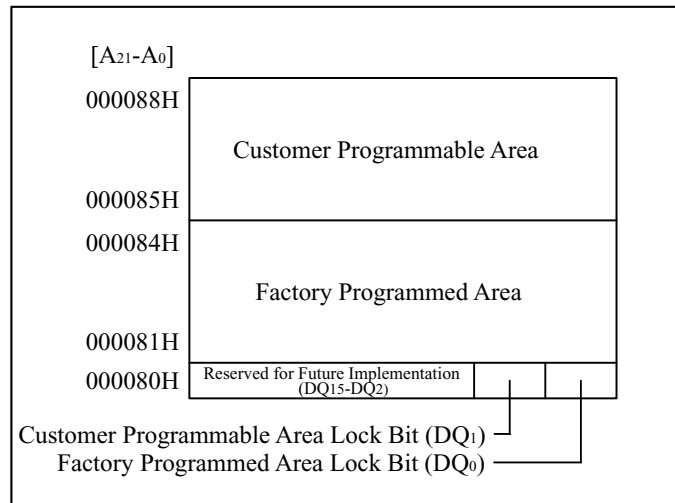 [A21-A0]
000088H
Customer Programmable Area
000085H
000084H
Factory Programmed Area
000081H
000080H
Reserved for Future Implementation
(DQ15-DQ2)
Customer Programmable Area Lock Bit (DQ1)
Factory Programmed Area Lock Bit (DQ0)